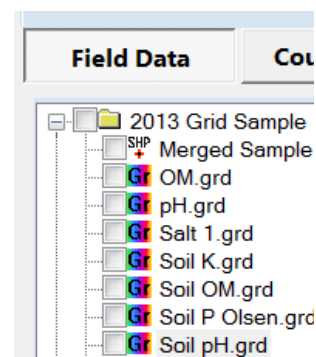 Field Data
Cou
2013 Grid Sample
SHP
Merged Sample
Gr OM.grd
Gr pH.grd
Gr Salt 1.grd
Gr Soil K.grd
Gr Soil OM.grd
Gr Soil P Olsen.grd
Gr Soil pH.grd